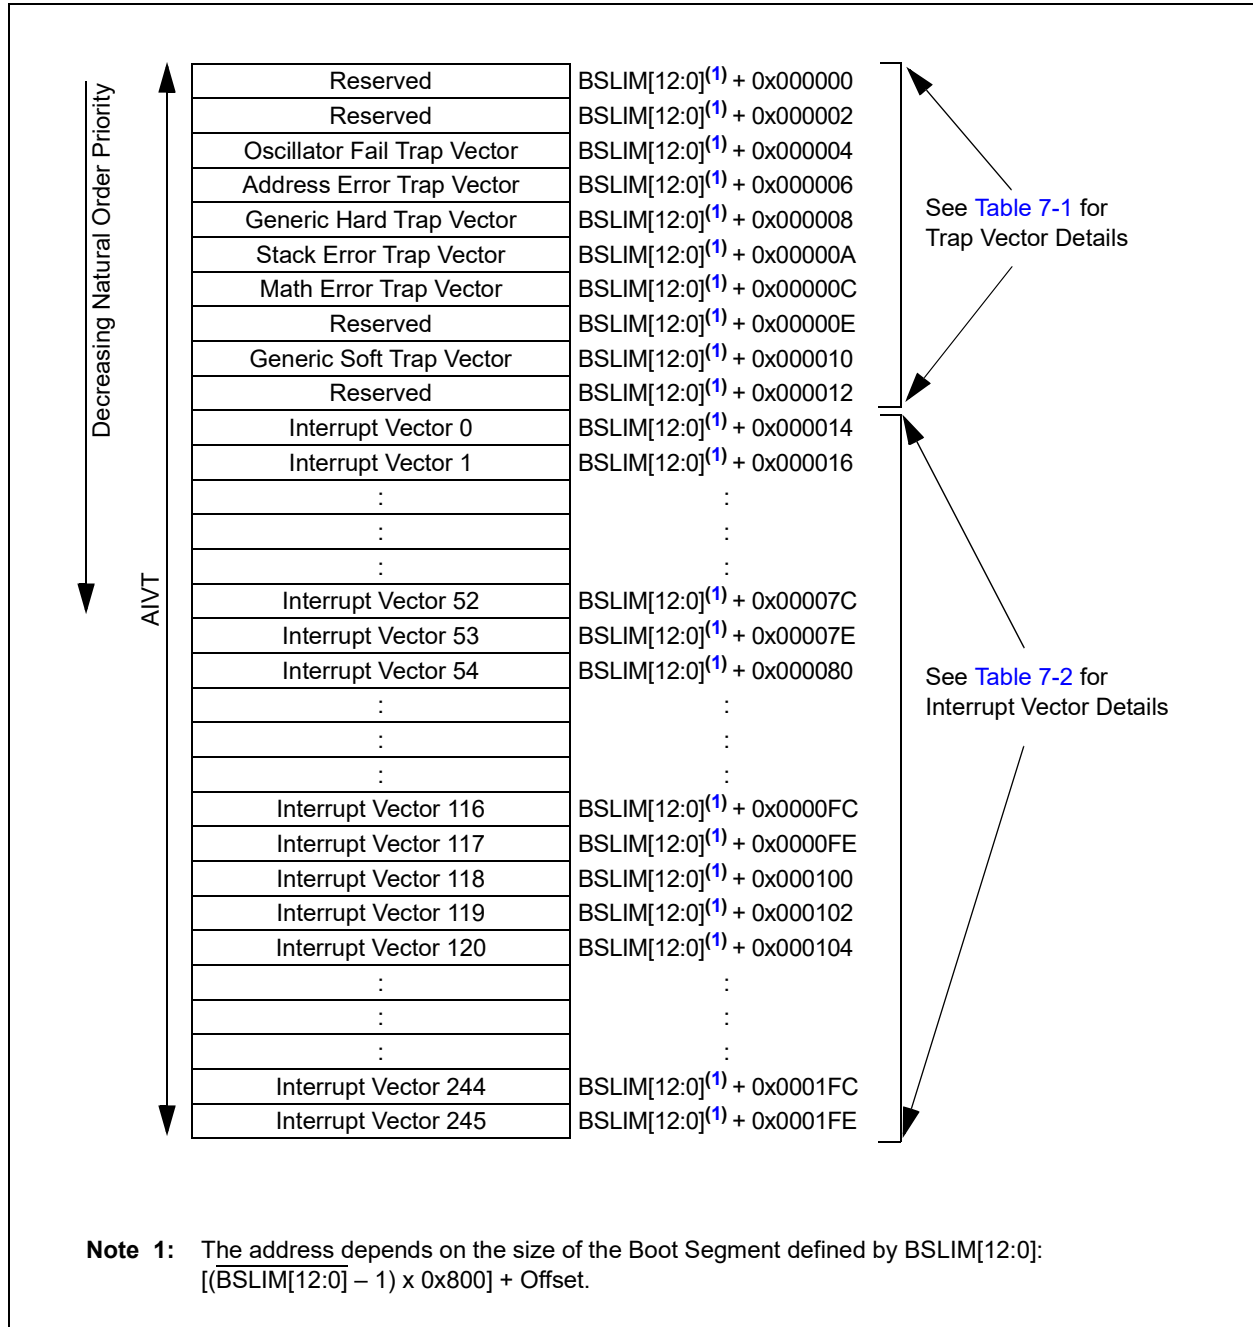 Decreasing Natural Order Priority
AIVT
Reserved BSLIM[12:0](1) + 0x000000
Reserved BSLIM[12:0](1) + 0x000002
Oscillator Fail Trap Vector BSLIM[12:0](1) + 0x000004
Address Error Trap Vector BSLIM[12:0](1) + 0x000006
Generic Hard Trap Vector BSLIM[12:0](1) + 0x000008
Stack Error Trap Vector BSLIM[12:0](1) + 0x00000A
Math Error Trap Vector BSLIM[12:0](1) + 0x00000C
Reserved BSLIM[12:0](1) + 0x00000E
Generic Soft Trap Vector BSLIM[12:0](1) + 0x000010
Reserved BSLIM[12:0](1) + 0x000012
See Table 7-1 for
Trap Vector Details
Interrupt Vector 0 BSLIM[12:0](1) + 0x000014
Interrupt Vector 1 BSLIM[12:0](1) + 0x000016
: :
: :
: :
Interrupt Vector 52 BSLIM[12:0](1) + 0x00007C
Interrupt Vector 53 BSLIM[12:0](1) + 0x00007E
Interrupt Vector 54 BSLIM[12:0](1) + 0x000080
: :
: :
: :
Interrupt Vector 116 BSLIM[12:0](1) + 0x0000FC
Interrupt Vector 117 BSLIM[12:0](1) + 0x0000FE
Interrupt Vector 118 BSLIM[12:0](1) + 0x000100
Interrupt Vector 119 BSLIM[12:0](1) + 0x000102
Interrupt Vector 120 BSLIM[12:0](1) + 0x000104
: :
: :
: :
Interrupt Vector 244 BSLIM[12:0](1) + 0x0001FC
Interrupt Vector 245 BSLIM[12:0](1) + 0x0001FE
See Table 7-2 for
Interrupt Vector Details
Note 1: The address depends on the size of the Boot Segment defined by BSLIM[12:0]:
[(BSLIM[12:0] – 1) x 0x800] + Offset.